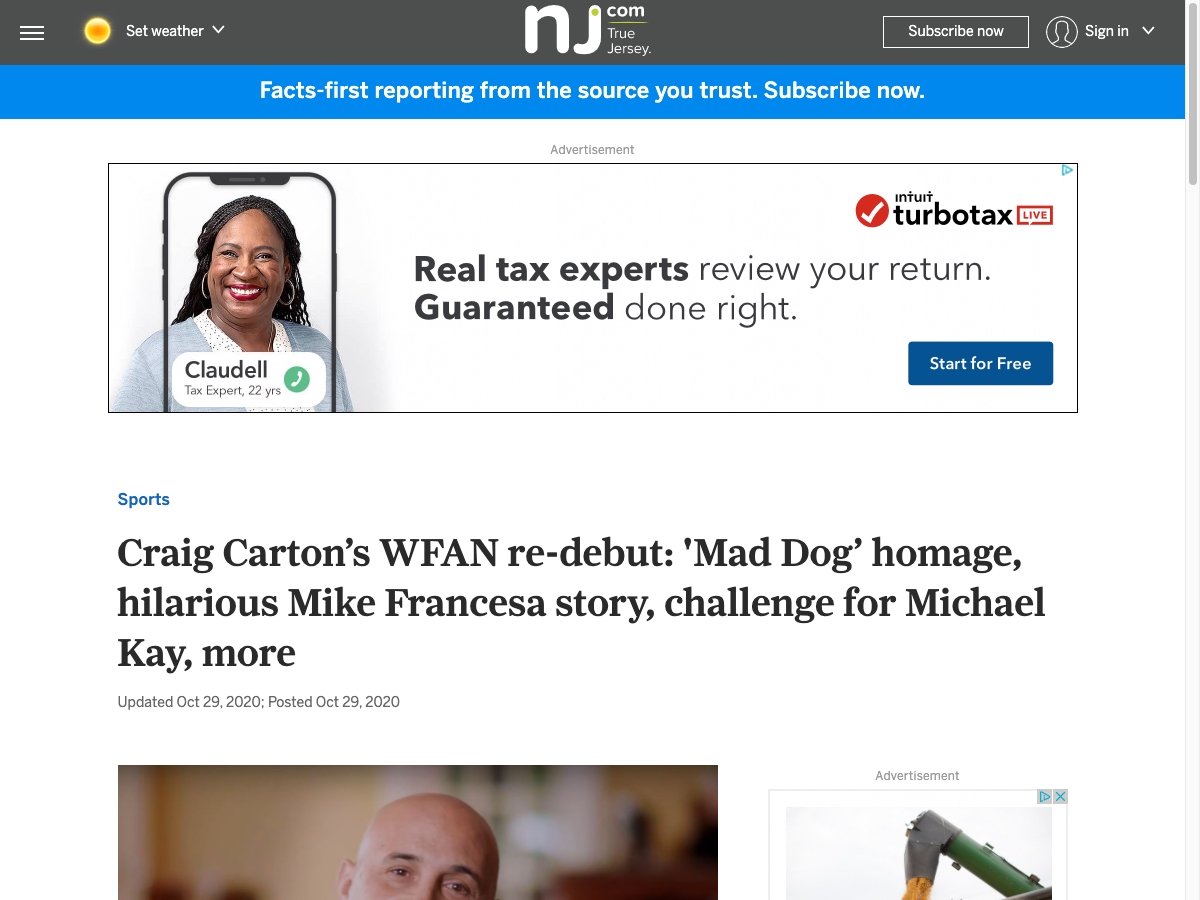 Set weather
nj.com
True
Jersey.
Subscribe now
Sign in
Facts-first reporting from the source you trust. Subscribe now.
Advertisement
intuit
turbotax LIVE
Real tax experts review your return.
Guaranteed done right.
Claudell
Tax Expert, 22 yrs
Start for Free
Sports
Craig Carton’s WFAN re-debut: 'Mad Dog’ homage,
hilarious Mike Francesa story, challenge for Michael
Kay, more
Updated Oct 29, 2020; Posted Oct 29, 2020
Advertisement